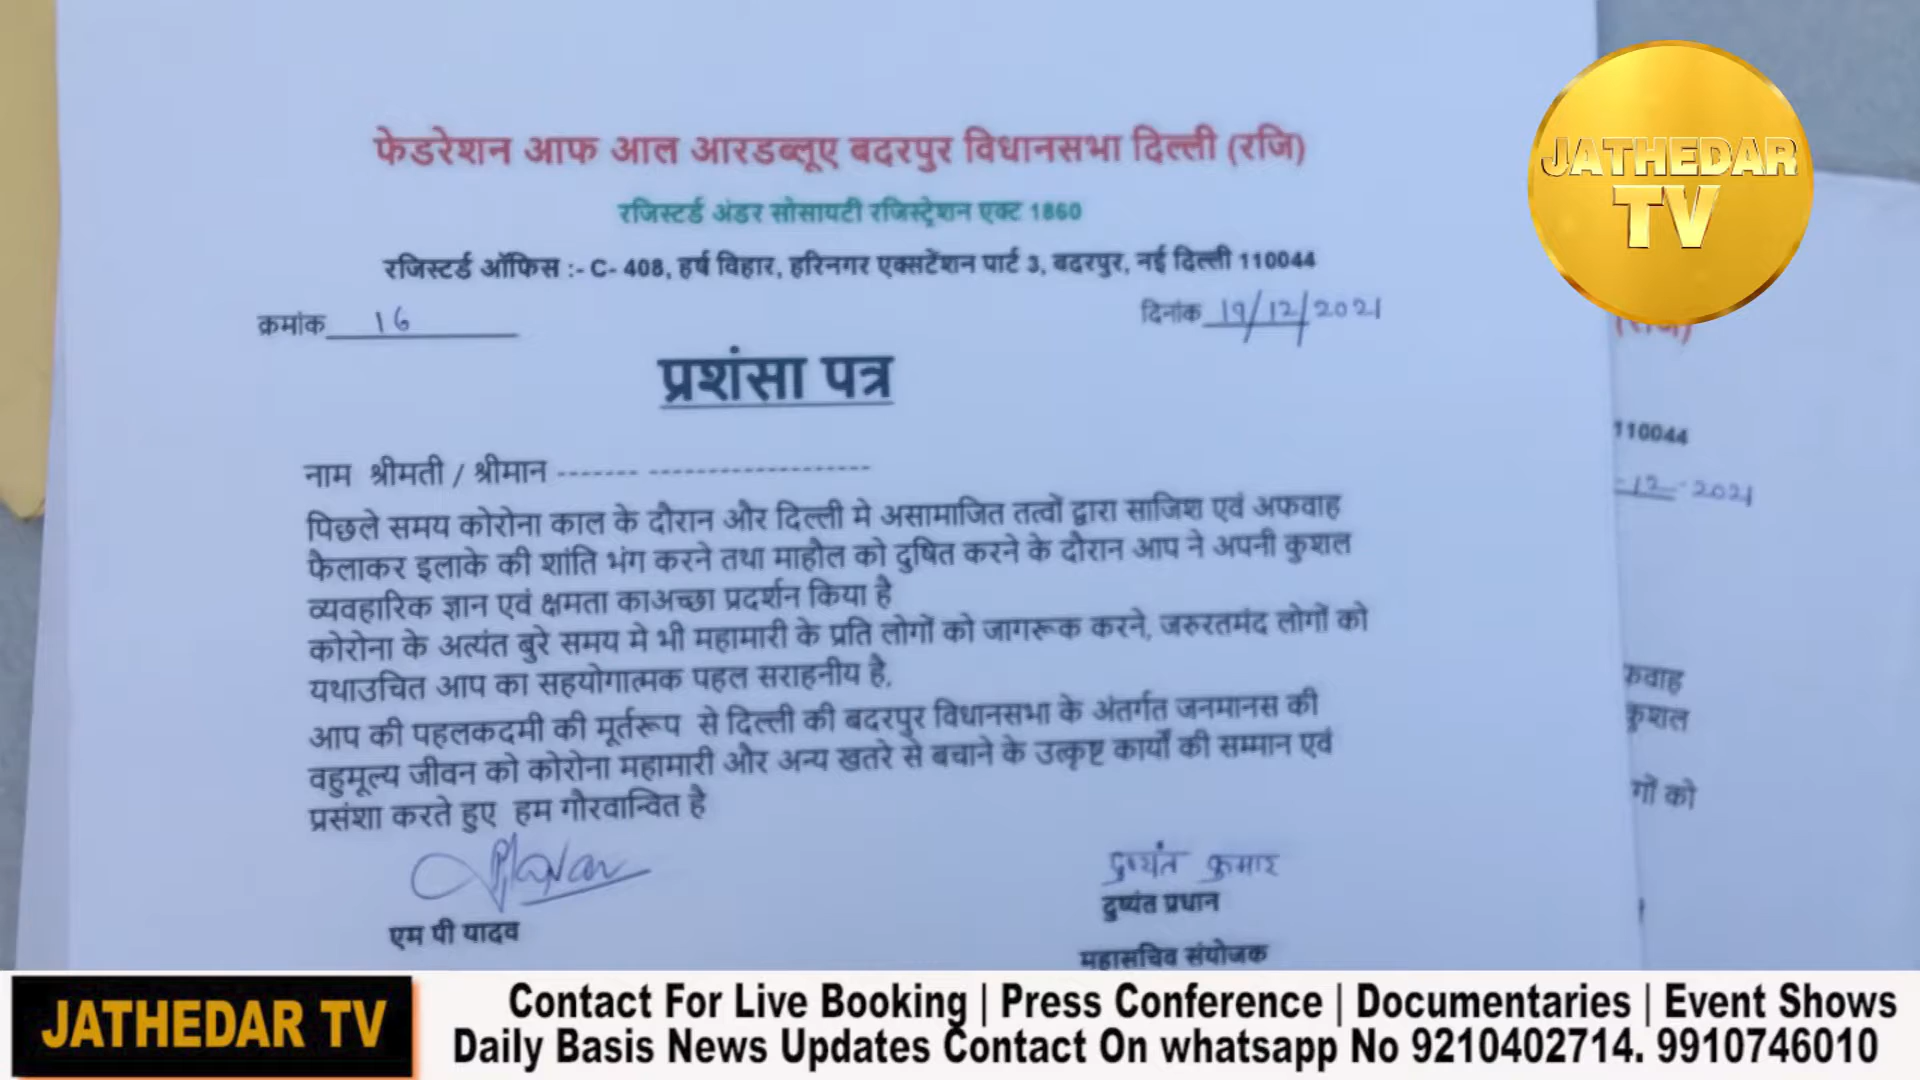 फेडरेशन आफ आल आरडब्लूए बदरपुर विधानसभा दिल्ली (रजि)
रजिस्टर्ड अंडर सोसायटी रजिस्ट्रेशन एक्ट 1860
रजिस्टर्ड ऑफिस :- C- 408, हर्ष विहार, हरिनगर एक्सटेंशन पार्ट 3, बदरपुर, नई दिल्ली 110044
क्रमांक 16 दिनांक 19/12/2021
प्रशंसा पत्र
नाम श्रीमती / श्रीमान ------- -------------------
पिछले समय कोरोना काल के दौरान और दिल्ली मे असामाजित तत्वों द्वारा साजिश एवं अफवाह
फैलाकर इलाके की शांति भंग करने तथा माहौल को दुषित करने के दौरान आप ने अपनी कुशल
व्यवहारिक ज्ञान एवं क्षमता काअच्छा प्रदर्शन किया है
कोरोना के अत्यंत बुरे समय मे भी महामारी के प्रति लोगों को जागरूक करने, जरुरतमंद लोगों को
यथाउचित आप का सहयोगात्मक पहल सराहनीय है,
आप की पहलकदमी की मूर्तरूप से दिल्ली की बदरपुर विधानसभा के अंतर्गत जनमानस की
वहुमूल्य जीवन को कोरोना महामारी और अन्य खतरे से बचाने के उत्कृष्ट कार्यों की सम्मान एवं
प्रसंशा करते हुए हम गौरवान्वित है
दुष्यंत कुमार
एम पी यादव
दुष्यंत प्रधान
महासचिव संयोजक
110044
-12-2021
फवाह
कुशल
गों को
JATHEDAR
TV
JATHEDAR TV
Contact For Live Booking | Press Conference | Documentaries | Event Shows
Daily Basis News Updates Contact On whatsapp No 9210402714. 9910746010